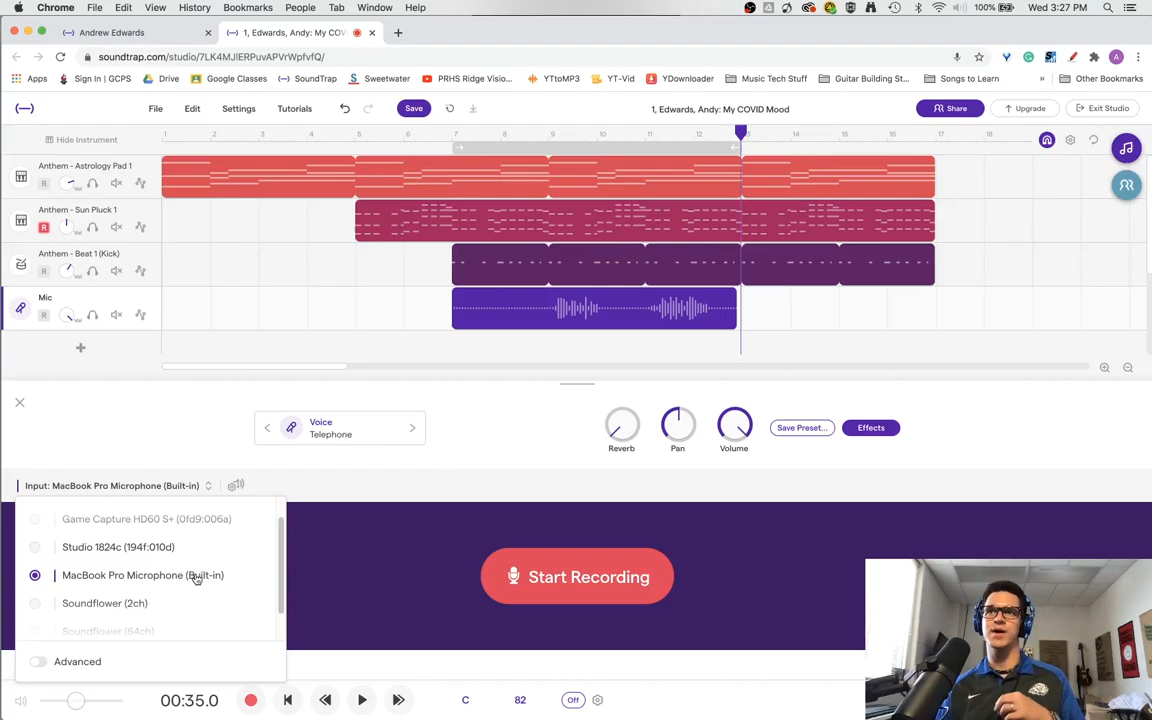 Chrome File Edit View History Bookmarks People Tab Window Help 100% Wed 3:27 PM
Andrew Edwards
1, Edwards, Andy: My COVI
soundtrap.com/studio/7LK4MJIERPuvAPVrWpfvfQ/
Apps Sign In | GCPS Drive Google Classes SoundTrap Sweetwater PRHS Ridge Visio... YTtoMP3 YT-Vid YDownloader Music Tech Stuff Guitar Building St... Songs to Learn » Other Bookmarks
File Edit Settings Tutorials Save 1, Edwards, Andy: My COVID Mood Share Upgrade Exit Studio
Hide Instrument 1 2 3 4 5 6 7 8 9 10 11 12 13 14 15 16 17 18
Anthem - Astrology Pad 1
R Vol
Anthem - Sun Pluck 1
R Vol
Anthem - Beat 1 (Kick)
R Vol
Mic
R Vol
Voice
Telephone
Reverb Pan Volume Save Preset... Effects
Input: MacBook Pro Microphone (Built-in)
Game Capture HD60 S+ (0fd9:006a)
Studio 1824c (194f:010d)
MacBook Pro Microphone (Built-in)
Soundflower (2ch)
Soundflower (64ch)
Advanced
Start Recording
00:35.0 C 82 Off